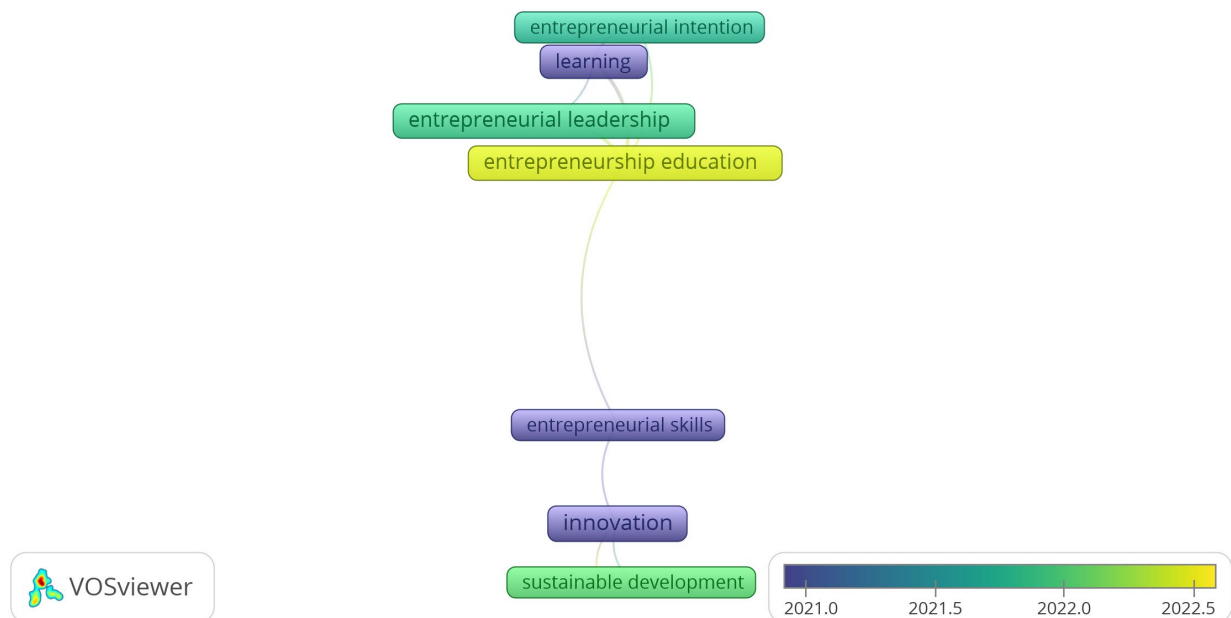 entrepreneurial intention
learning
entrepreneurial leadership
entrepreneurship education
entrepreneurial skills
innovation
sustainable development
VOSviewer
2021.0 2021.5 2022.0 2022.5